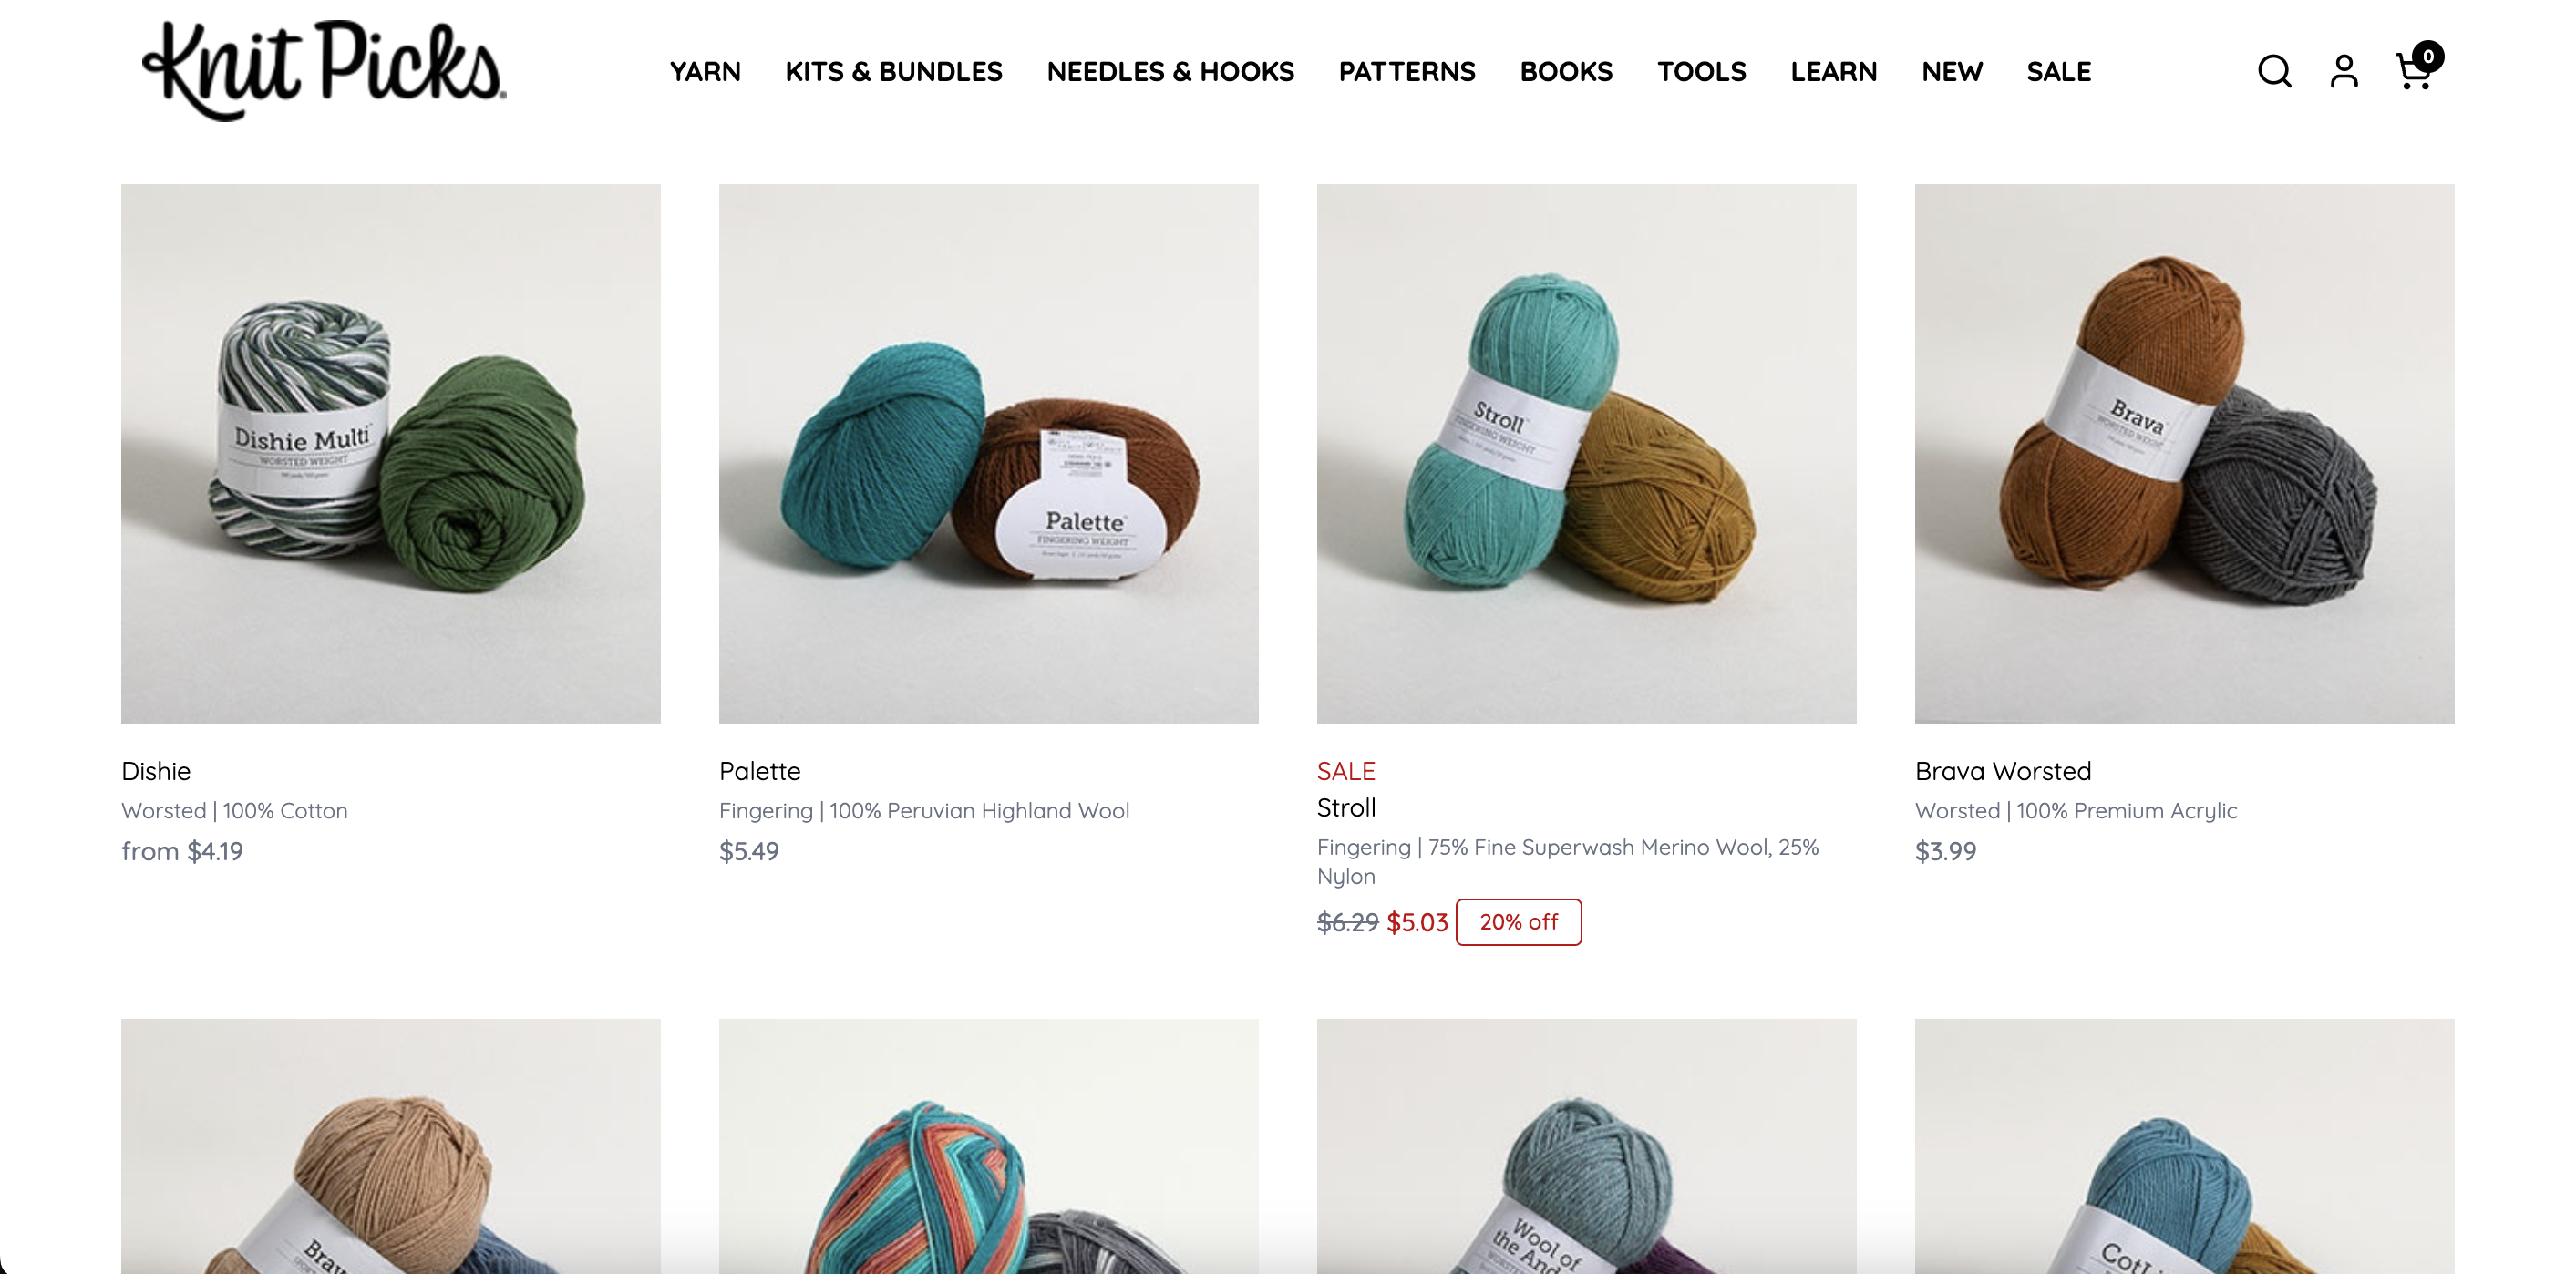 Knit Picks
YARN KITS & BUNDLES NEEDLES & HOOKS PATTERNS BOOKS TOOLS LEARN NEW SALE 0
Dishie Multi
WORSTED WEIGHT
Palette
FINGERING WEIGHT
Stroll
FINGERING WEIGHT
Brava
WORSTED WEIGHT
Dishie
Worsted | 100% Cotton
from $4.19
Palette
Fingering | 100% Peruvian Highland Wool
$5.49
SALE
Stroll
Fingering | 75% Fine Superwash Merino Wool, 25%
Nylon
$6.29 $5.03 20% off
Brava Worsted
Worsted | 100% Premium Acrylic
$3.99
Brav
Wool of
the And
Cotl